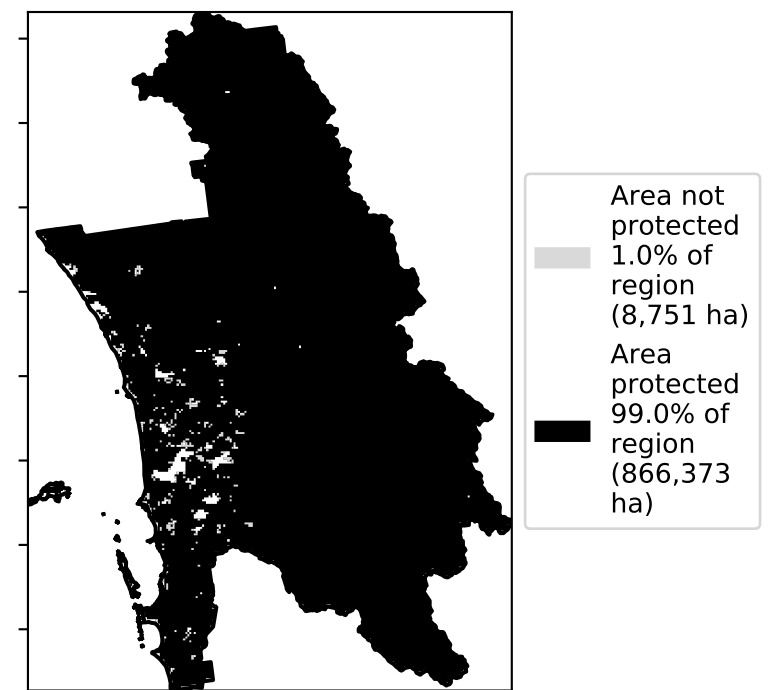 Area not
protected
1.0% of
region
(8,751 ha)
Area
protected
99.0% of
region
(866,373
ha)